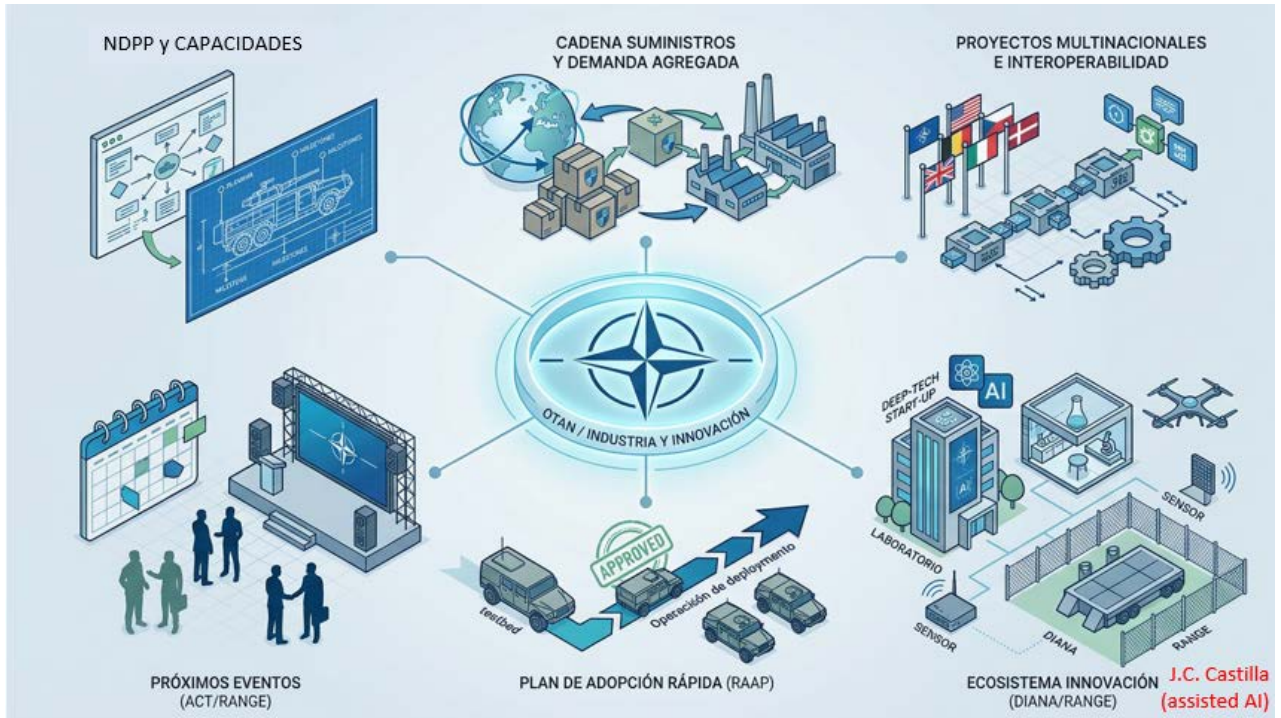 NDPP y CAPACIDADES
CADENA SUMINISTROS
Y DEMANDA AGREGADA
PROYECTOS MULTINACIONALES
E INTEROPERABILIDAD
OTAN / INDUSTRIA Y INNOVACIÓN
DEEP-TECH
START-UP
AI
AI
LABORATORIO
SENSOR
SENSOR
DIANA
RANGE
APPROVED
testbed
Operación de deployimento
PRÓXIMOS EVENTOS
(ACT/RANGE)
PLAN DE ADOPCIÓN RÁPIDA (RAAP)
ECOSISTEMA INNOVACIÓN
(DIANA/RANGE)
J.C. Castilla
(assisted AI)